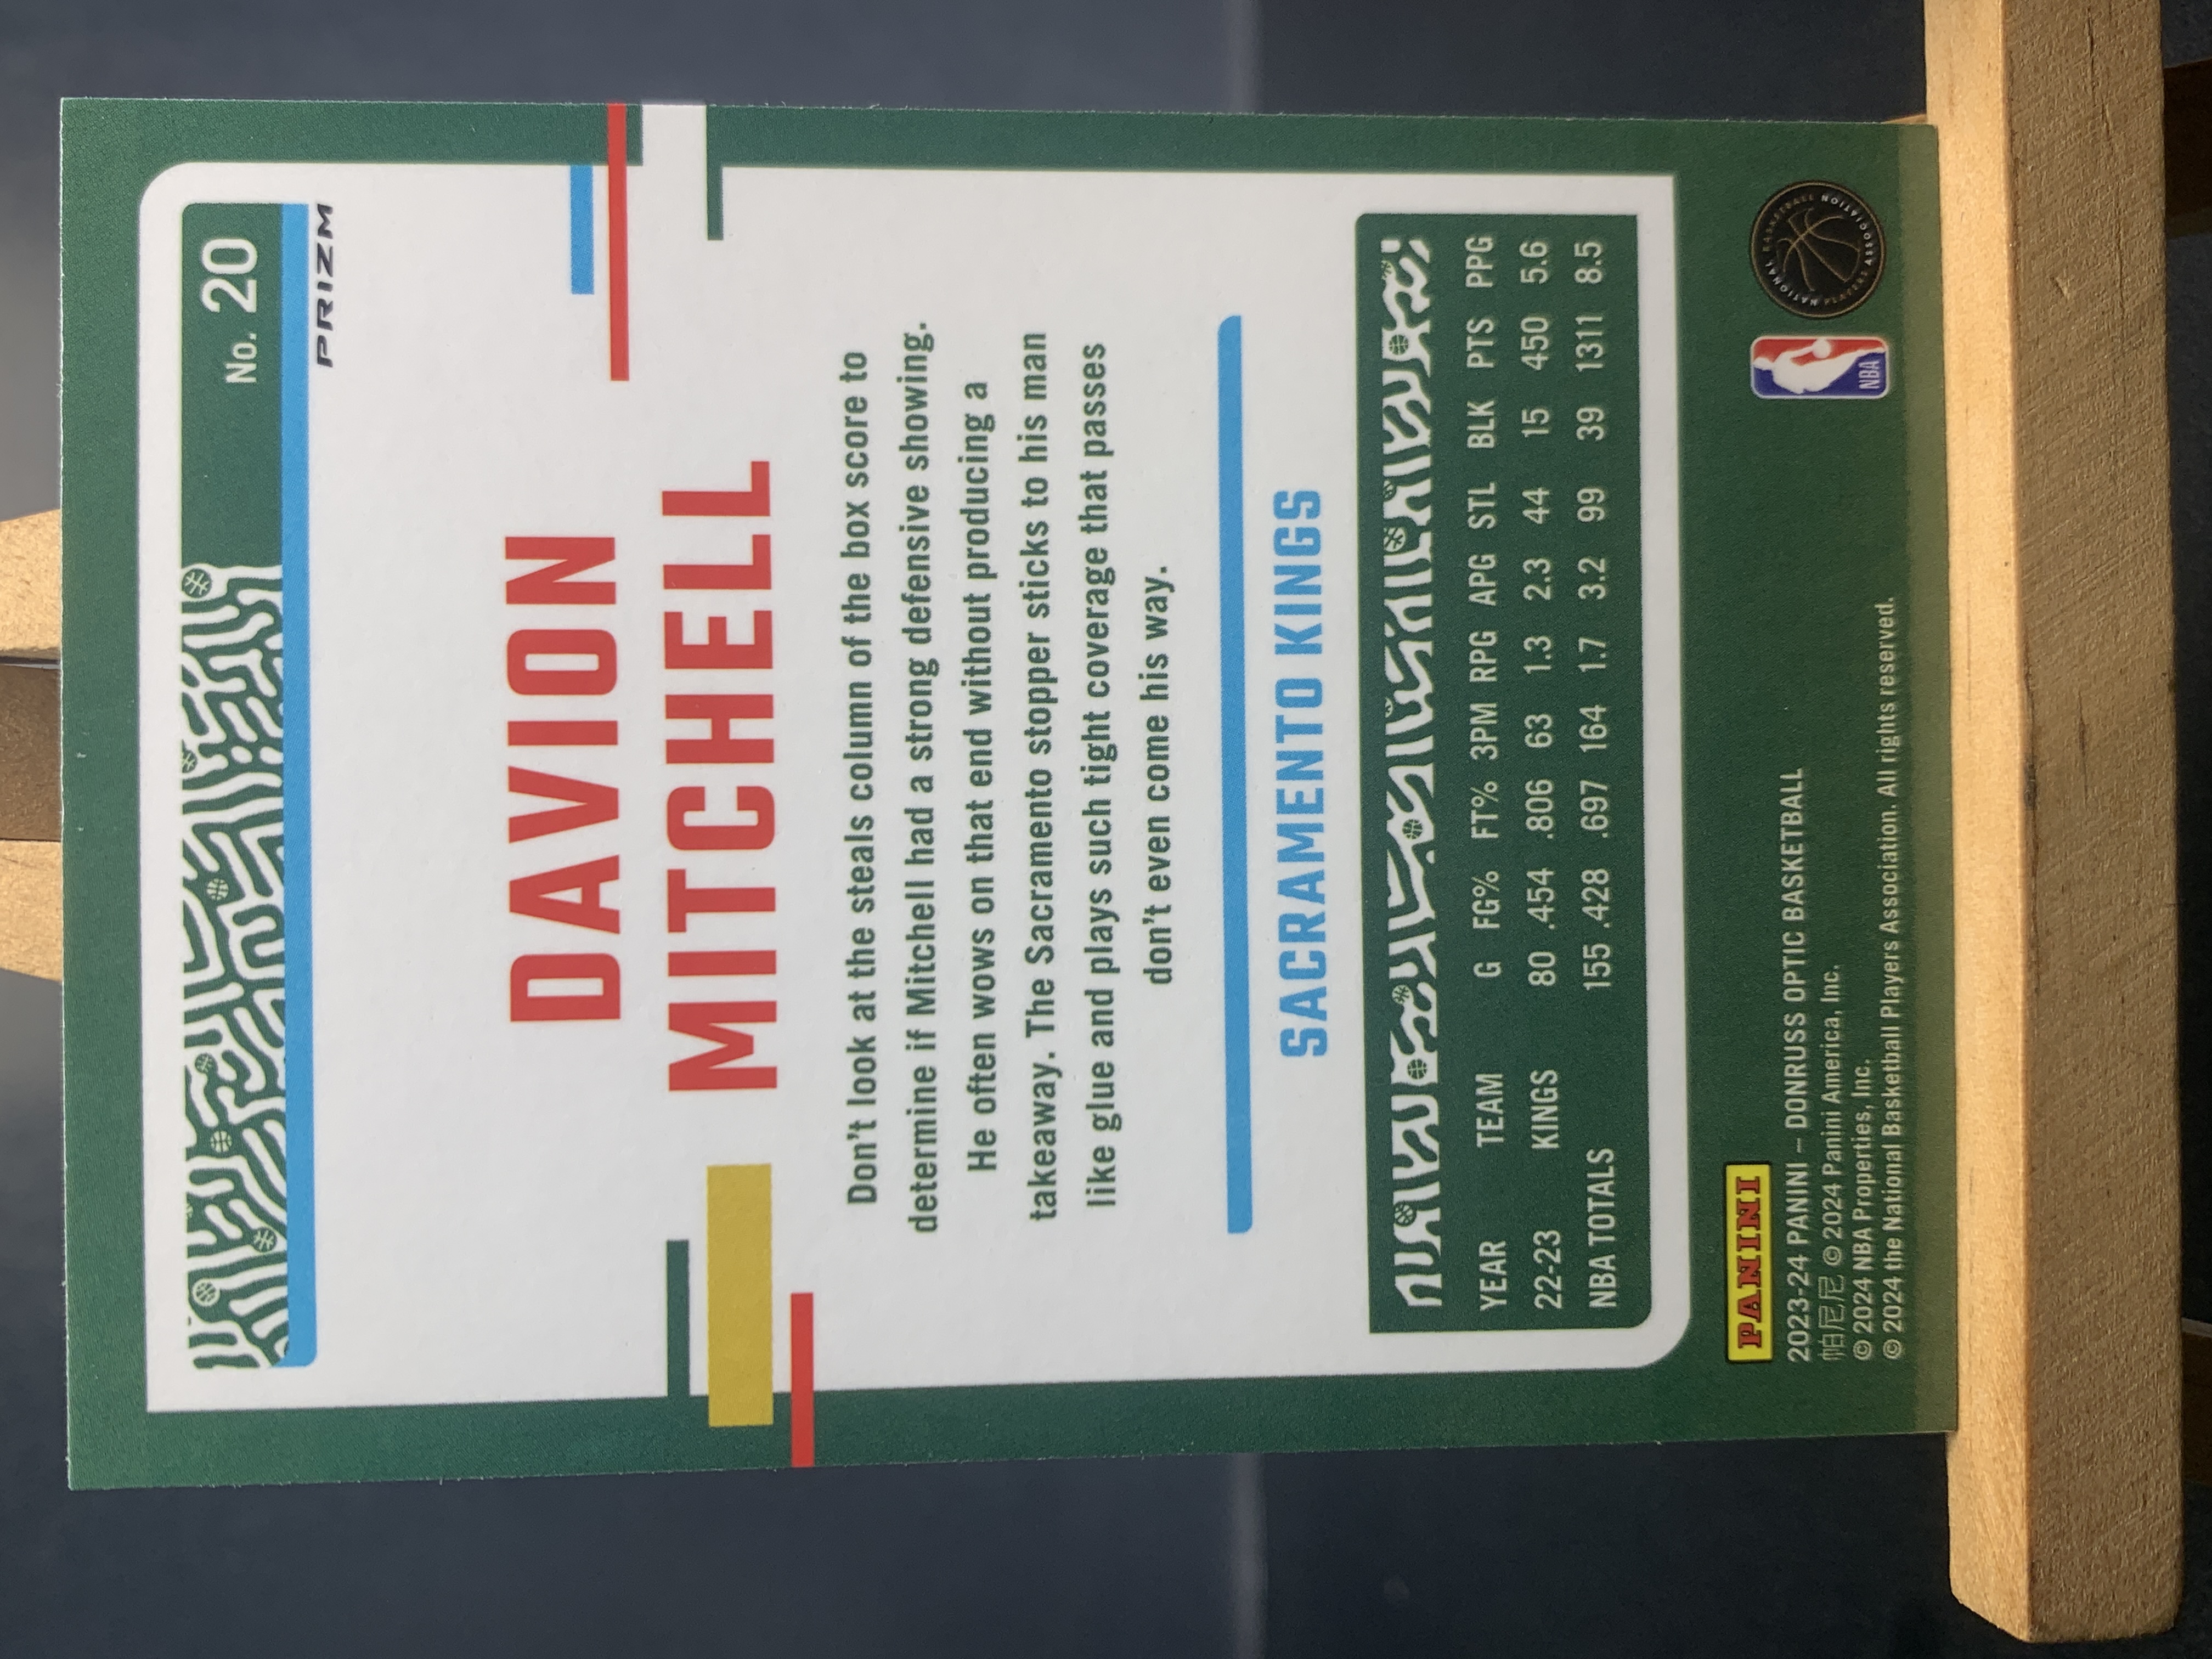 No. 20
PRIZM
DAVION
MITCHELL
Don't look at the steals column of the box score to
determine if Mitchell had a strong defensive showing.
He often wows on that end without producing a
takeaway. The Sacramento stopper sticks to his man
like glue and plays such tight coverage that passes
don't even come his way.
SACRAMENTO KINGS
YEAR TEAM G FG% FT% 3PM RPG APG STL BLK PTS PPG
22-23 KINGS 80 .454 .806 63 1.3 2.3 44 15 450 5.6
NBA TOTALS 155 .428 .697 164 1.7 3.2 99 39 1311 8.5
PANINI
NBA
NATIONAL BASKETBALL PLAYERS ASSOCIATION
2023-24 PANINI – DONRUSS OPTIC BASKETBALL
帕尼尼 © 2024 Panini America, Inc.
© 2024 NBA Properties, Inc.
© 2024 the National Basketball Players Association. All rights reserved.